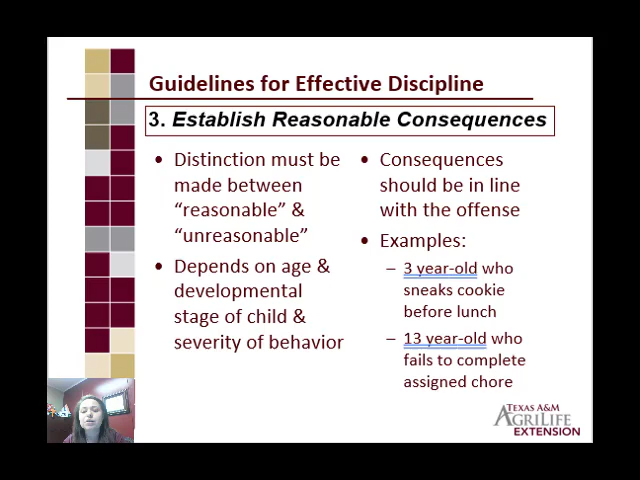 Guidelines for Effective Discipline
3. Establish Reasonable Consequences
• Distinction must be
made between
“reasonable” &
“unreasonable”
• Depends on age &
developmental
stage of child &
severity of behavior
• Consequences
should be in line
with the offense
• Examples:
– 3 year-old who
sneaks cookie
before lunch
– 13 year-old who
fails to complete
assigned chore
TEXAS A&M
AGRILIFE
EXTENSION